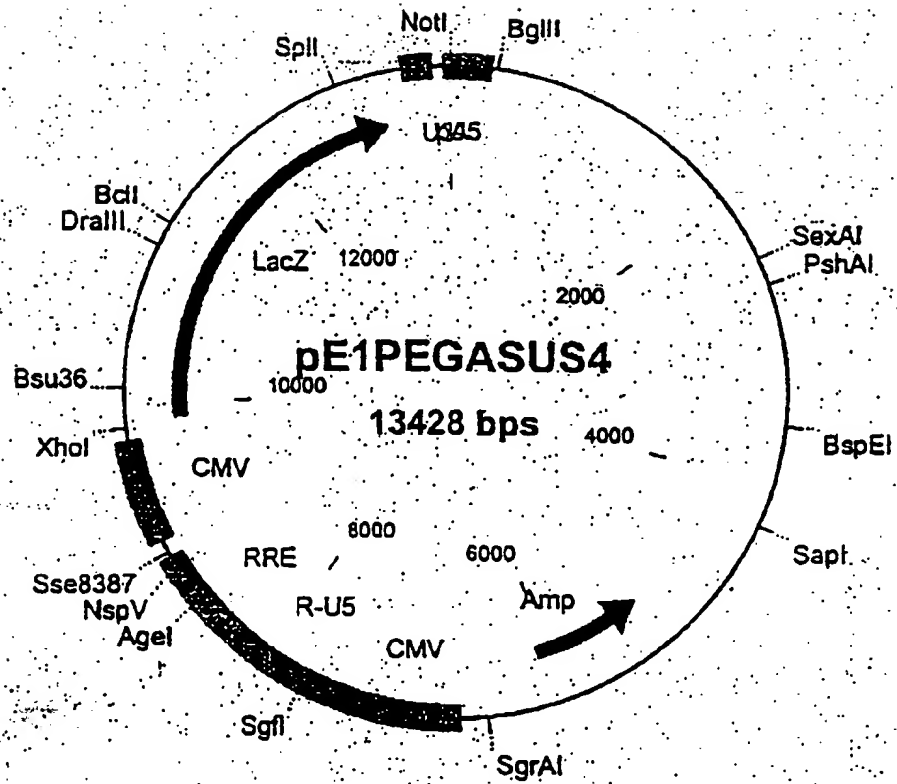 NotI
BglII
SplI
BclI
DraIII
SexAI
PshAI
LacZ
12000
2000
pE1PEGASUS4
13428 bps
Bsu36
10000
4000
XhoI
BspEI
CMV
8000
6000
SapI
RRE
Sse8387
NspV
AgeI
R-U5
Amp
CMV
SgfI
SgrAI